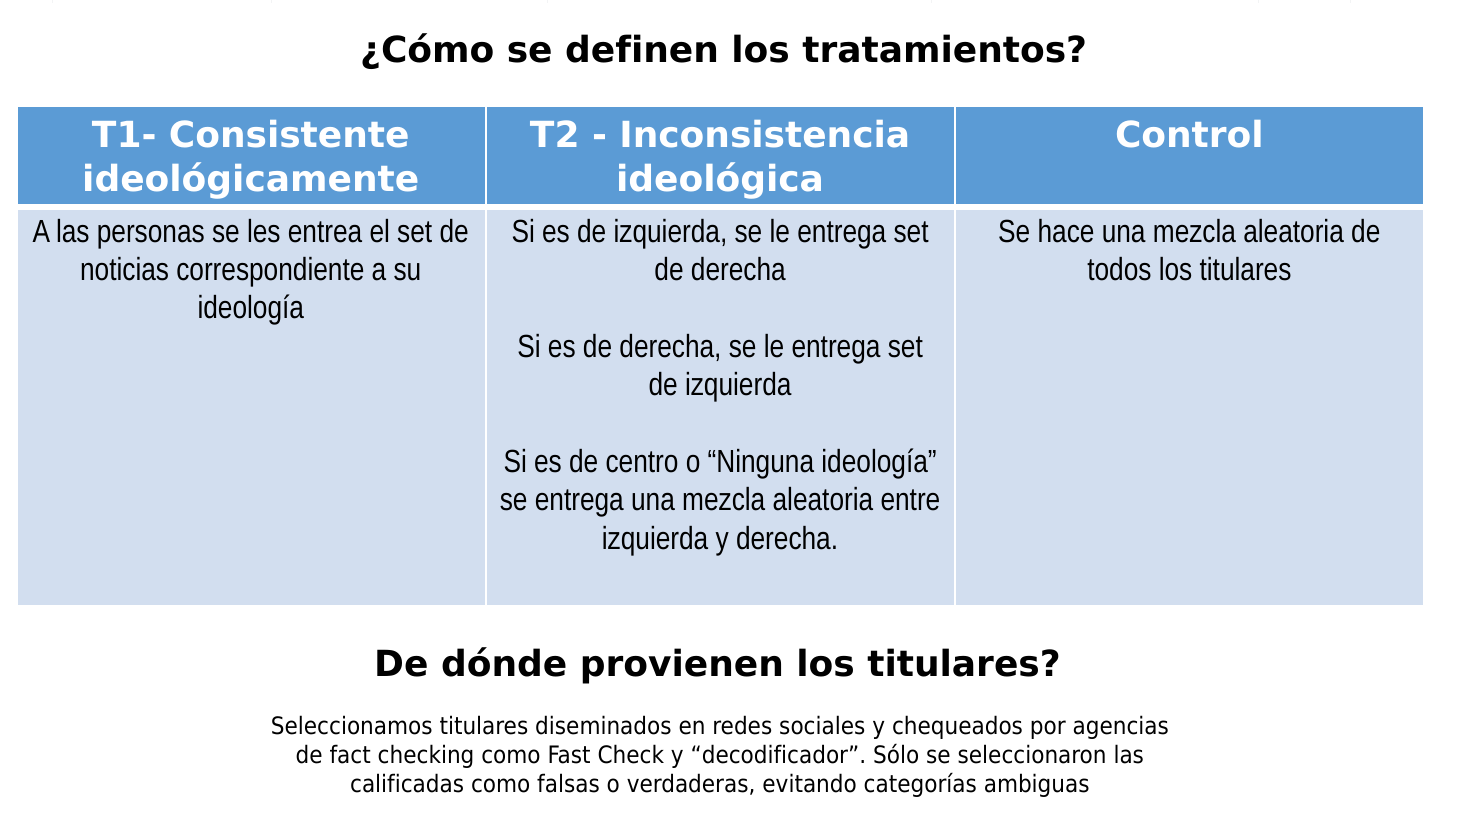 ¿Cómo se definen los tratamientos?
T1- Consistente
ideológicamente
T2 - Inconsistencia
ideológica
Control
A las personas se les entrea el set de
noticias correspondiente a su
ideología
Si es de izquierda, se le entrega set
de derecha
Si es de derecha, se le entrega set
de izquierda
Si es de centro o “Ninguna ideología”
se entrega una mezcla aleatoria entre
izquierda y derecha.
Se hace una mezcla aleatoria de
todos los titulares
De dónde provienen los titulares?
Seleccionamos titulares diseminados en redes sociales y chequeados por agencias
de fact checking como Fast Check y “decodificador”. Sólo se seleccionaron las
calificadas como falsas o verdaderas, evitando categorías ambiguas